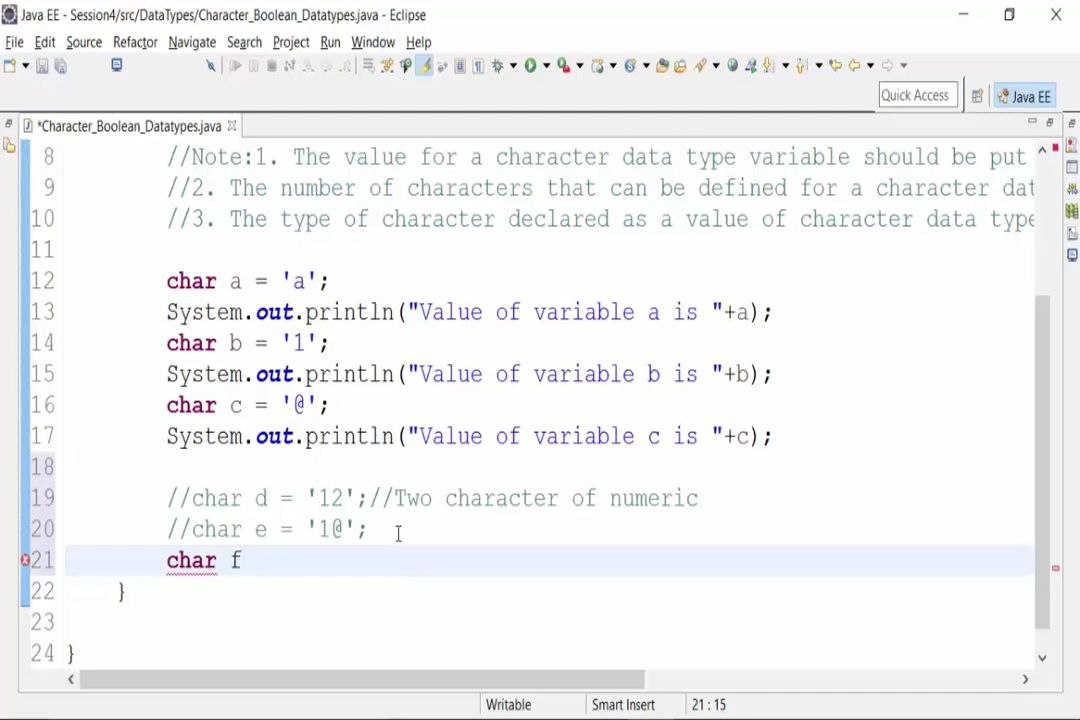 Java EE - Session4/src/DataTypes/Character_Boolean_Datatypes.java - Eclipse
File Edit Source Refactor Navigate Search Project Run Window Help
Quick Access
Java EE
*Character_Boolean_Datatypes.java
8 //Note:1. The value for a character data type variable should be put
9 //2. The number of characters that can be defined for a character dat
10 //3. The type of character declared as a value of character data type
11
12 char a = 'a';
13 System.out.println("Value of variable a is "+a);
14 char b = '1';
15 System.out.println("Value of variable b is "+b);
16 char c = '@';
17 System.out.println("Value of variable c is "+c);
18
19 //char d = '12';//Two character of numeric
20 //char e = '1@';
21 char f
22 }
23
24 }
Writable Smart Insert 21 : 15